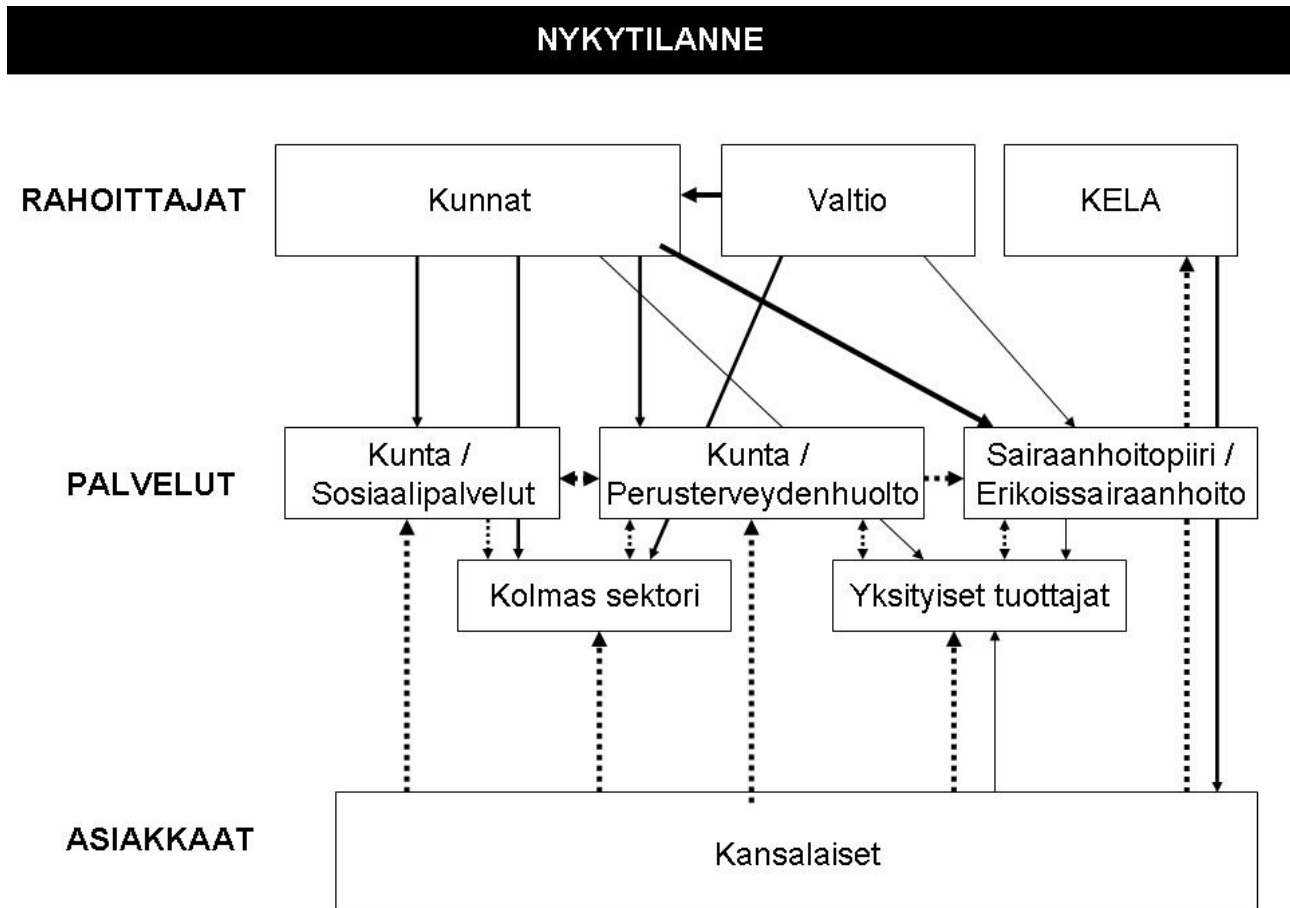 NYKYTILANNE
RAHOITTAJAT
Kunnat
Valtio
KELA
PALVELUT
Kunta /
Sosiaalipalvelut
Kunta /
Perusterveydenhuolto
Sairaanhoitopiiri /
Erikoissairaanhoito
Kolmas sektori
Yksityiset tuottajat
ASIAKKAAT
Kansalaiset